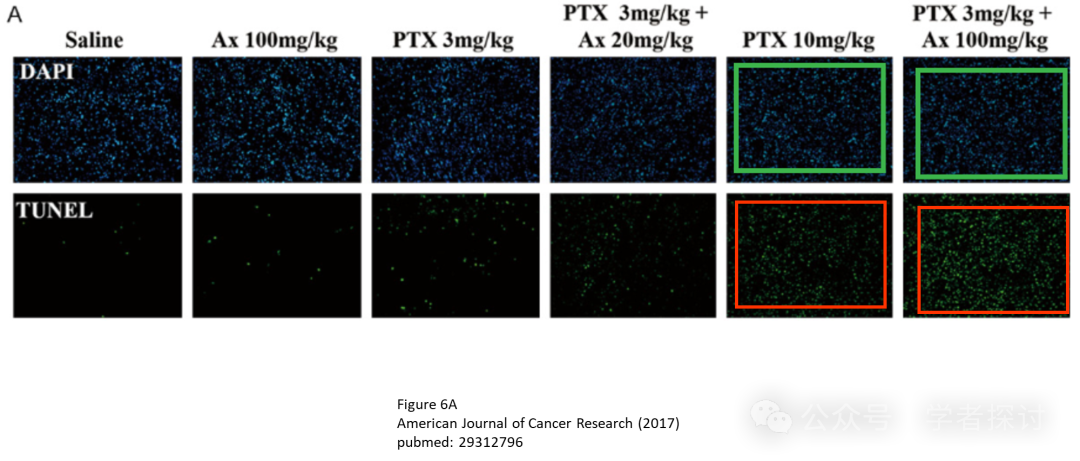 A
Saline
Ax 100mg/kg
PTX 3mg/kg
PTX 3mg/kg +
Ax 20mg/kg
PTX 10mg/kg
PTX 3mg/kg +
Ax 100mg/kg
DAPI
TUNEL
Figure 6A
American Journal of Cancer Research (2017)
pubmed: 29312796
公众号 · 学者探讨